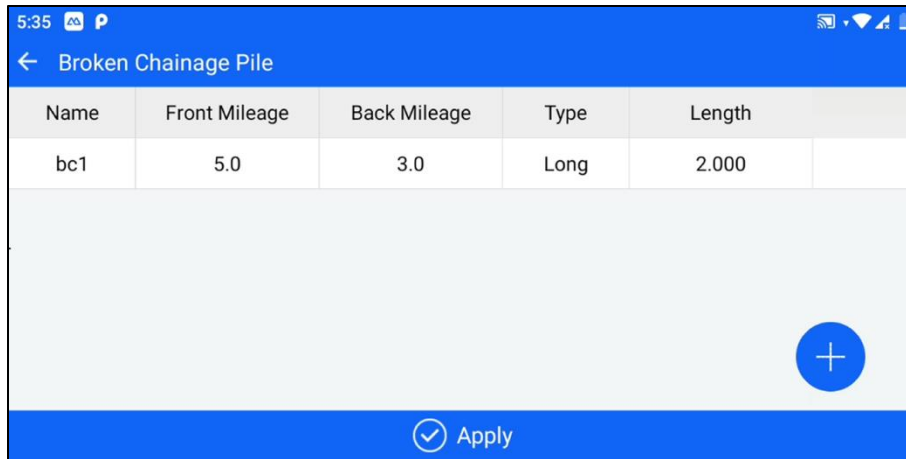 5:35
Broken Chainage Pile
Name Front Mileage Back Mileage Type Length
bc1 5.0 3.0 Long 2.000
Apply